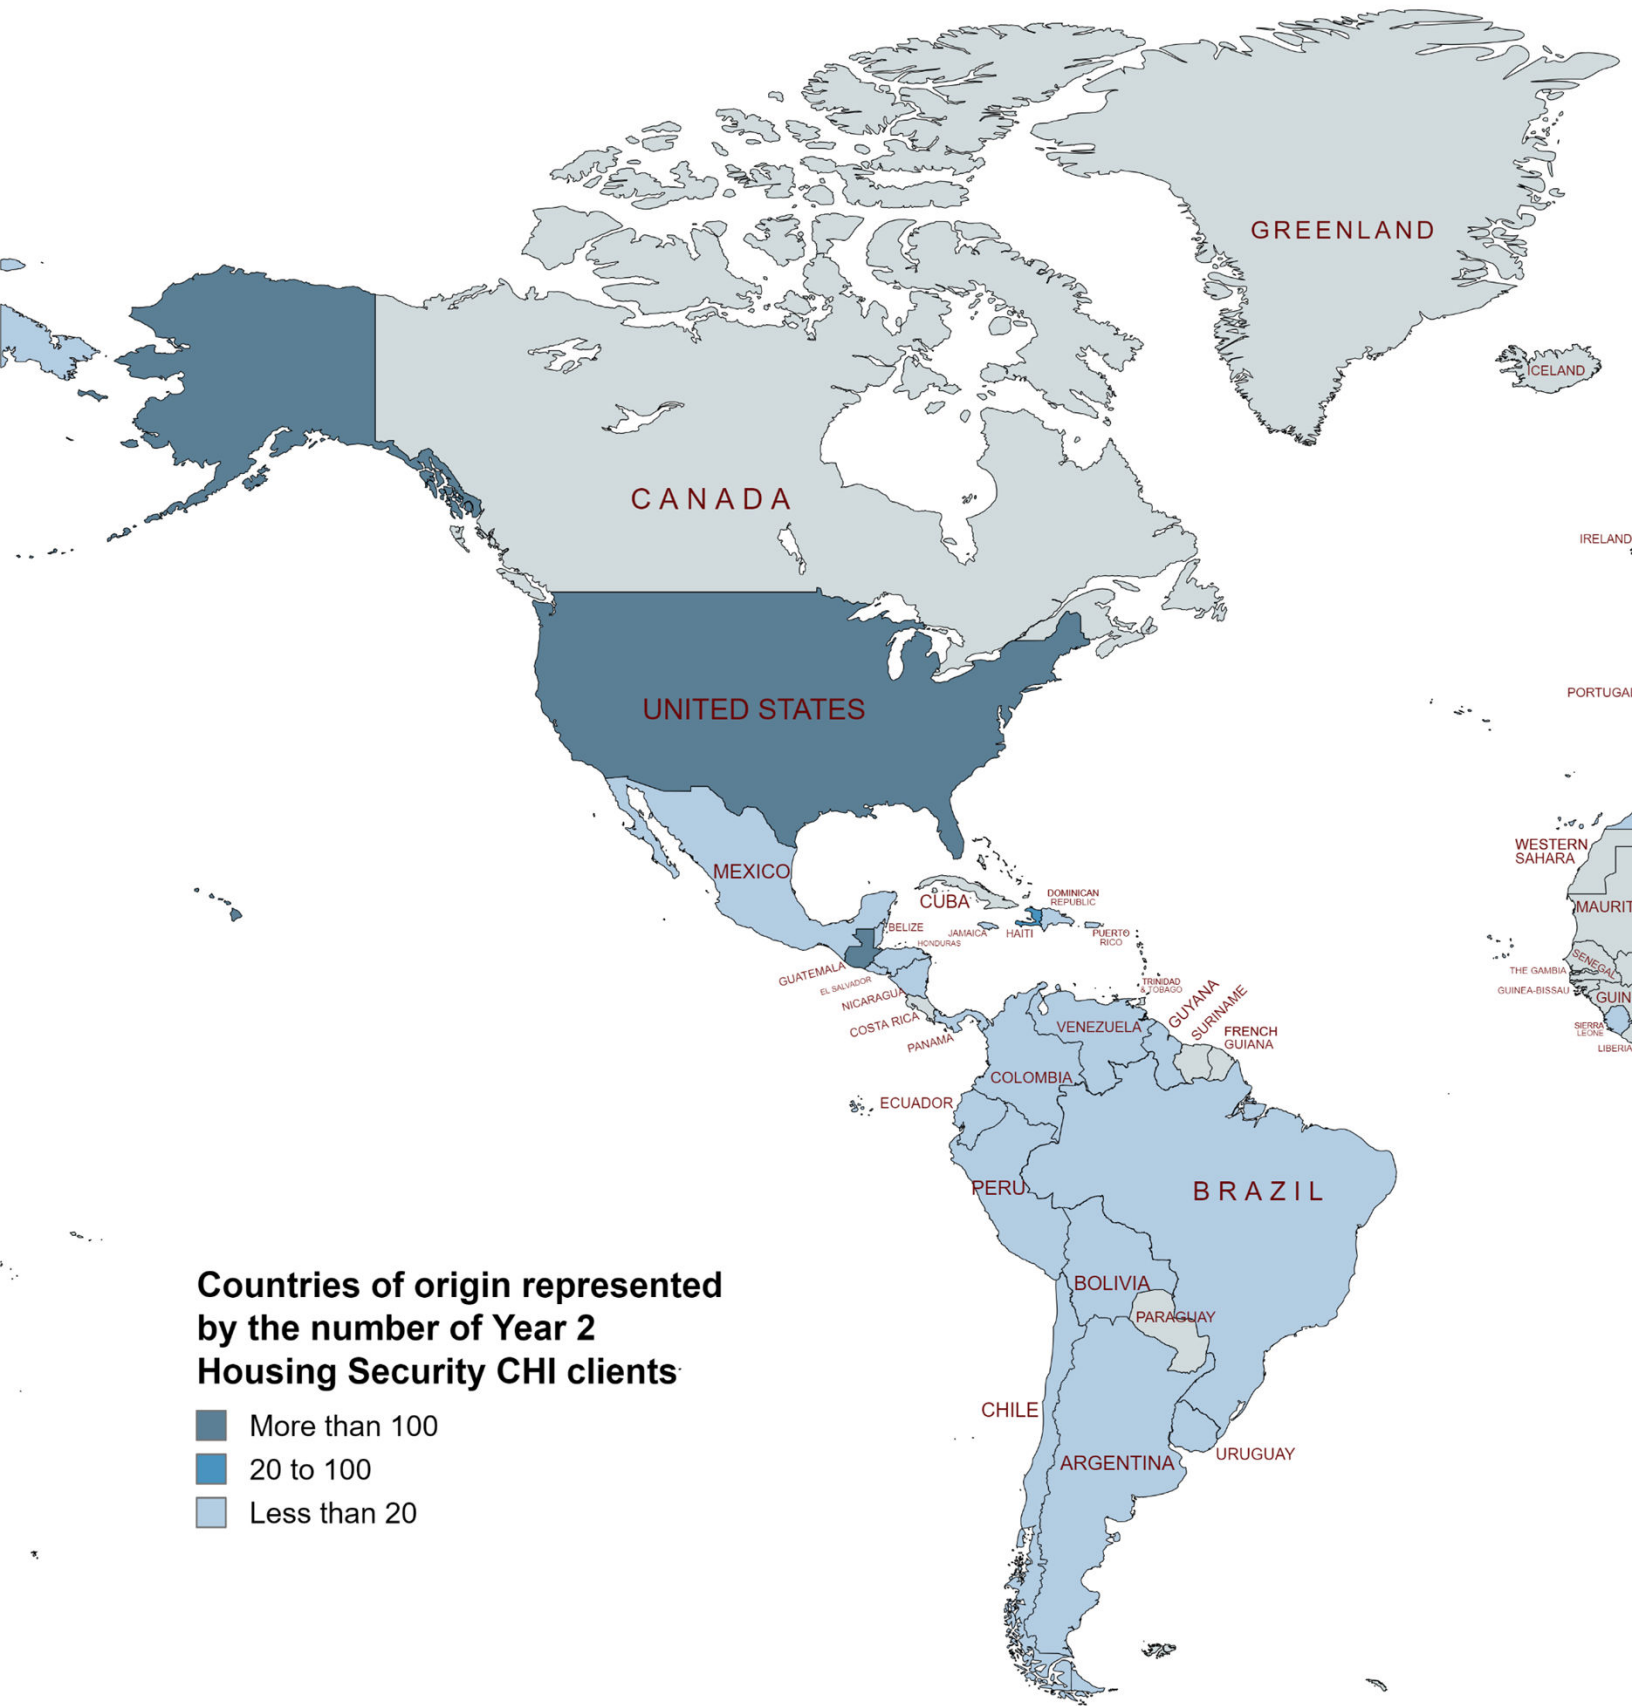 GREENLAND
ICELAND
CANADA
IRELAND
UNITED STATES
PORTUGAL
WESTERN
SAHARA
MEXICO
CUBA
DOMINICAN
REPUBLIC
MAURIT
BELIZE
JAMAICA
HAITI
PUERTO
RICO
HONDURAS
GUATEMALA
EL SALVADOR
SENEGAL
THE GAMBIA
TRINIDAD
& TOBAGO
NICARAGUA
GUINEA-BISSAU
GUIN
GUYANA
SURINAME
COSTA RICA
VENEZUELA
FRENCH
GUIANA
SIERRA
LEONE
PANAMA
LIBERIA
COLOMBIA
ECUADOR
PERU
BRAZIL
BOLIVIA
PARAGUAY
Countries of origin represented
by the number of Year 2
Housing Security CHI clients
More than 100
20 to 100
Less than 20
CHILE
URUGUAY
ARGENTINA